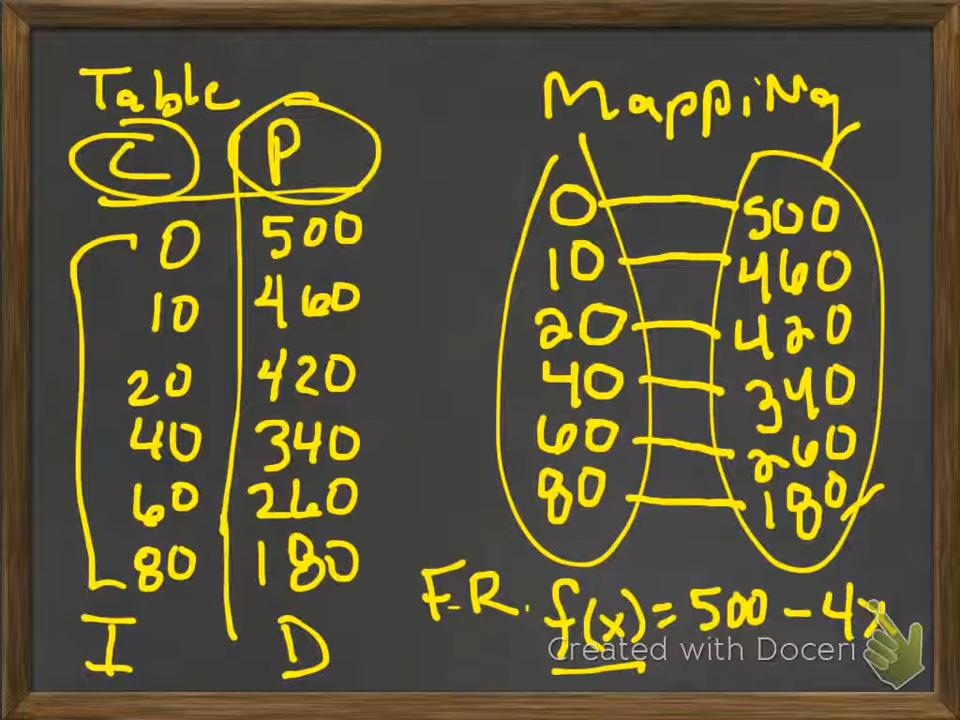 Table
C P
0 500
10 460
20 420
40 340
60 260
80 180
I D
Mapping
0 500
10 460
20 420
40 340
60 260
80 180
F.R. f(x) = 500 - 4x
Created with Doceri